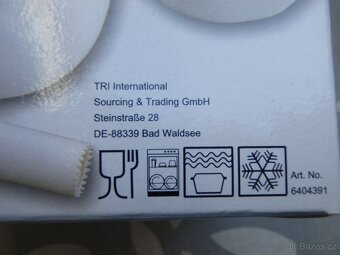 TRI International
Sourcing & Trading GmbH
Steinstraße 28
DE-88339 Bad Waldsee
Art. No.
6404391
© Bazos.cz